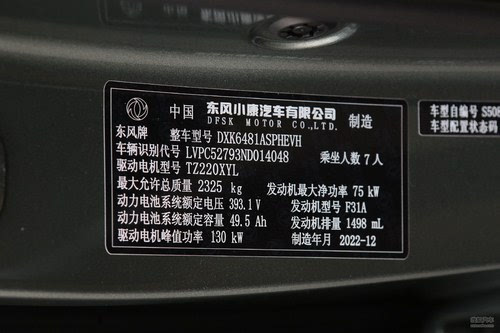 中国 东风小康汽车有限公司 制造
DFSK MOTOR CO.,LTD.
东风牌 整车型号 DXK6481ASPHEVH
车辆识别代号 LVPC52793ND014048 乘坐人数 7 人
驱动电机型号 TZ220XYL
最大允许总质量 2325 kg 发动机最大净功率 75 kW
动力电池系统额定电压 393.1 V 发动机型号 F31A
动力电池系统额定容量 49.5 Ah 发动机排量 1498 mL
驱动电机峰值功率 130 kW 制造年月 2022-12
车型自编号 S508
车型配置状态码